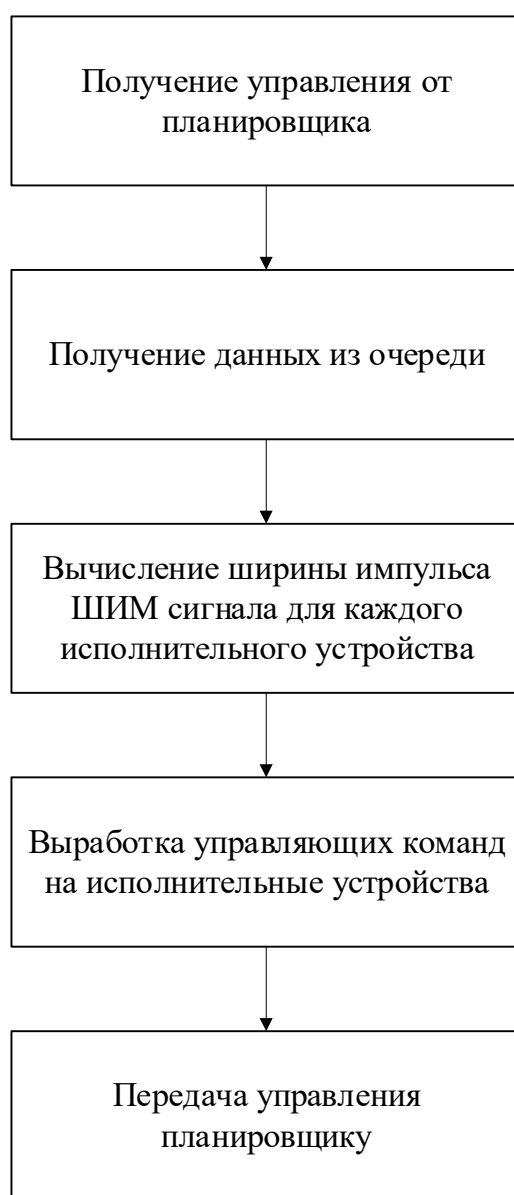 Получение управления от
планировщика
Получение данных из очереди
Вычисление ширины импульса
ШИМ сигнала для каждого
исполнительного устройства
Выработка управляющих команд
на исполнительные устройства
Передача управления
планировщику